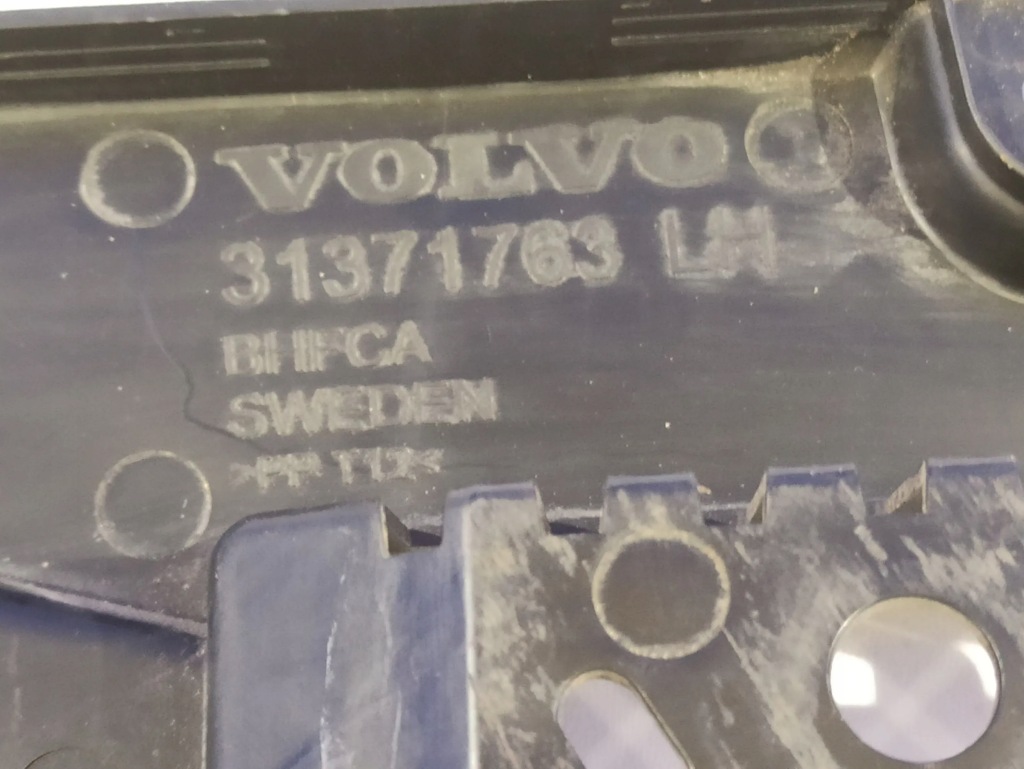 VOLVO
31371763 LH
BHFCA
SWEDEN